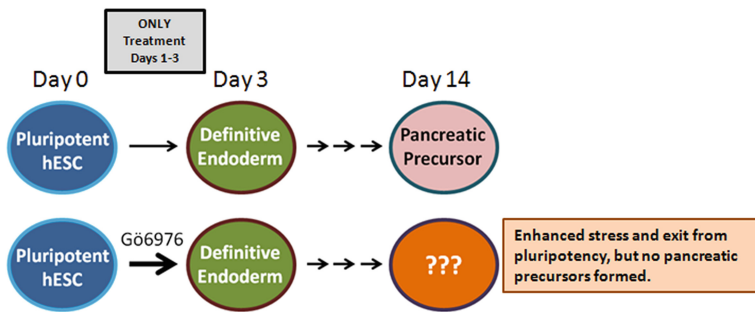 ONLY
Treatment
Days 1-3
Day 0
Day 3
Day 14
Pluripotent
hESC
Definitive
Endoderm
Pancreatic
Precursor
Pluripotent
hESC
Gö6976
Definitive
Endoderm
???
Enhanced stress and exit from
pluripotency, but no pancreatic
precursors formed.